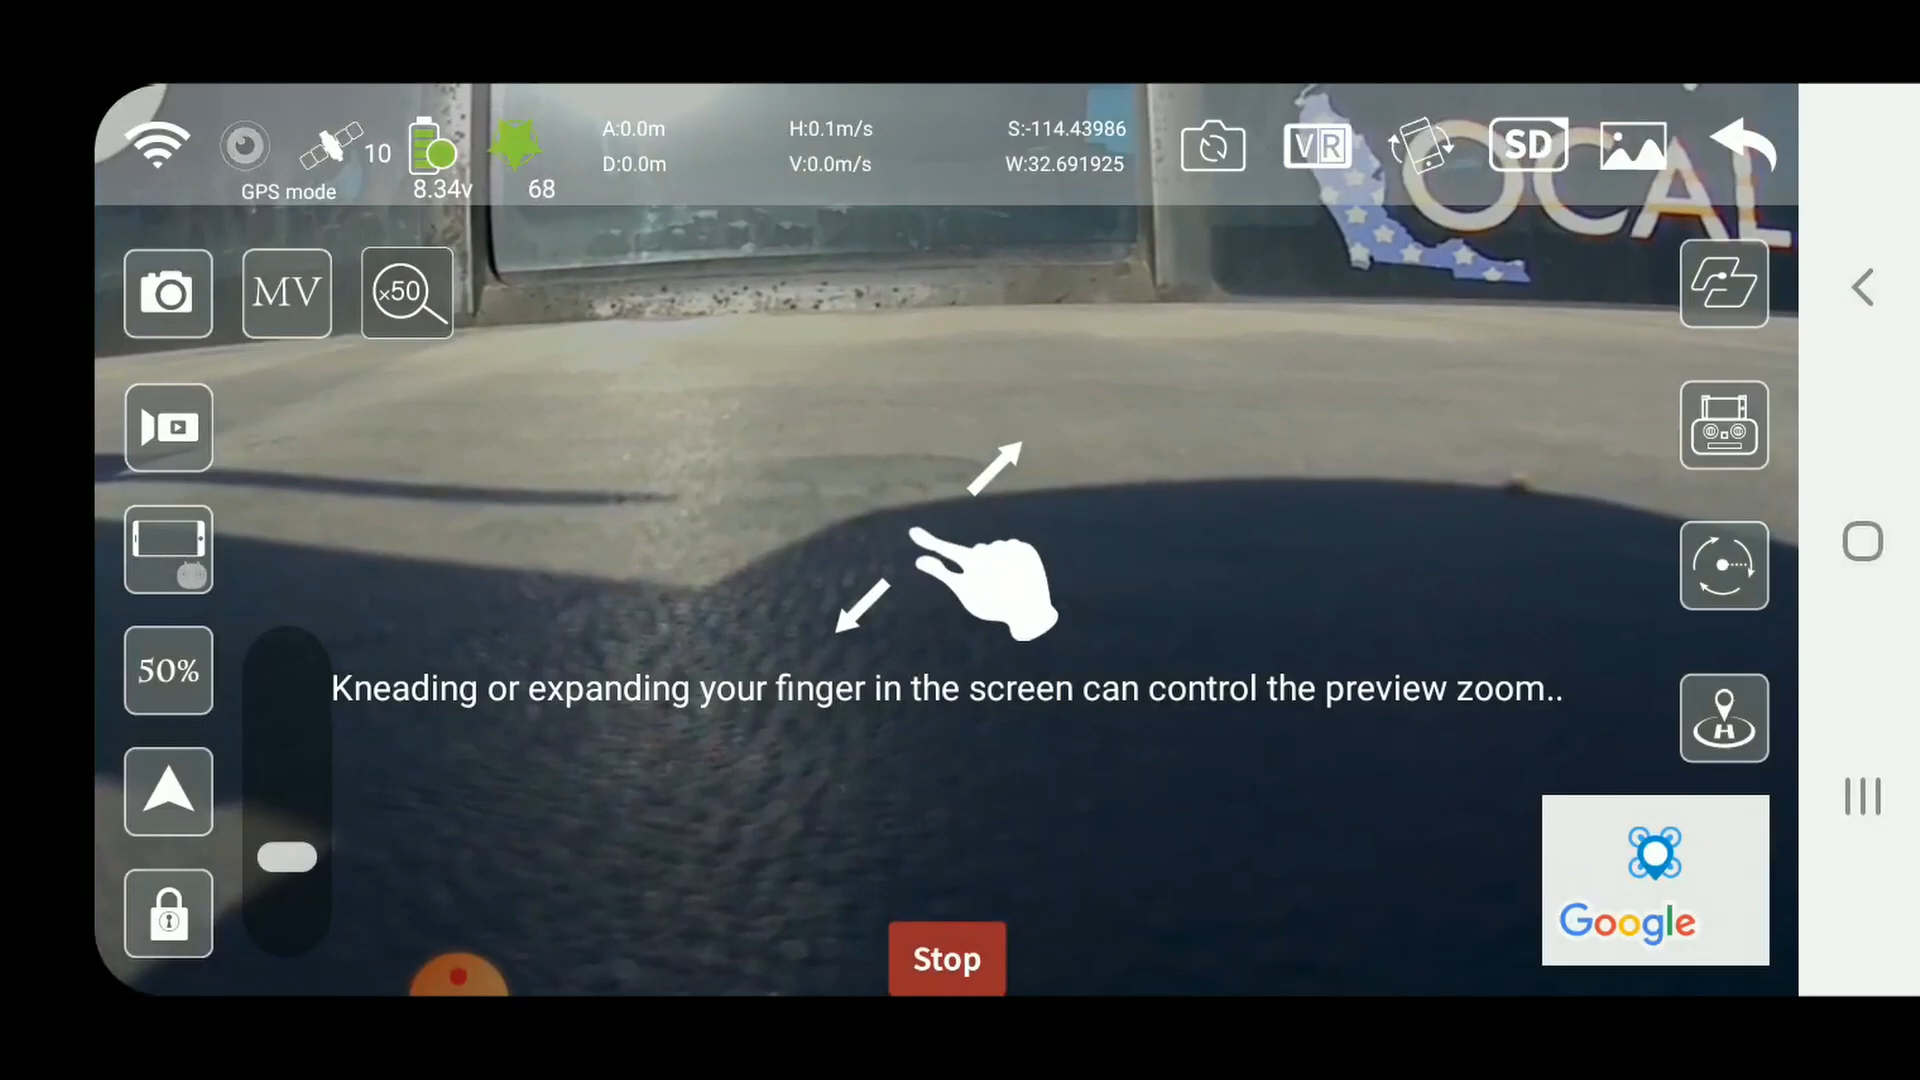 10
GPS mode
8.34v
68
A:0.0m
D:0.0m
H:0.1m/s
V:0.0m/s
S:-114.43986
W:32.691925
VR
SD
OCAL
MV
×50
50%
Kneading or expanding your finger in the screen can control the preview zoom..
H
Stop
Google